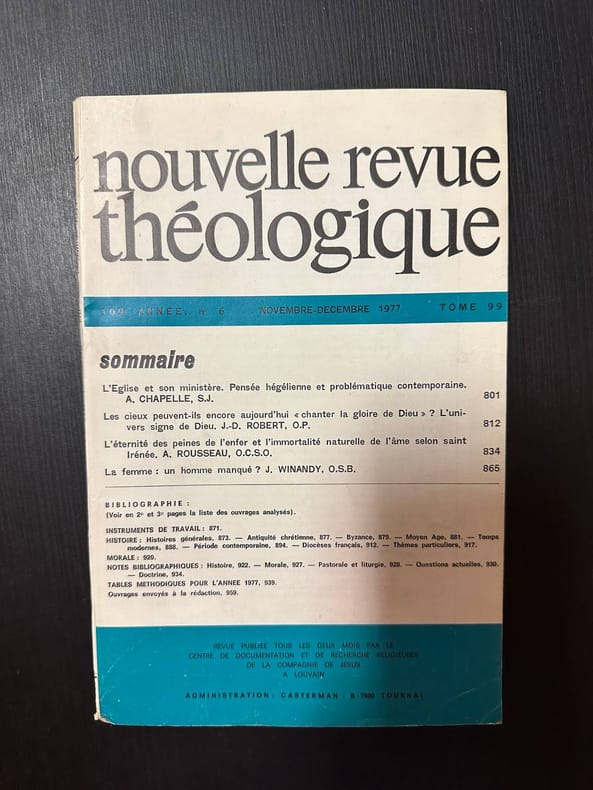 nouvelle revue
théologique
109e ANNEE. n° 6 NOVEMBRE-DECEMBRE 1977 TOME 99
sommaire
L'Eglise et son ministère. Pensée hégélienne et problématique contemporaine.
A. CHAPELLE, S.J. 801
Les cieux peuvent-ils encore aujourd'hui « chanter la gloire de Dieu » ? L'uni-
vers signe de Dieu. J.-D. ROBERT, O.P. 812
L'éternité des peines de l'enfer et l'immortalité naturelle de l'âme selon saint
Irénée. A. ROUSSEAU, O.C.S.O. 834
La femme : un homme manqué ? J. WINANDY, O.S.B. 865
BIBLIOGRAPHIE :
(Voir en 2e et 3e pages la liste des ouvrages analysés).
INSTRUMENTS DE TRAVAIL : 871.
HISTOIRE : Histoires générales, 873. — Antiquité chrétienne, 877. — Byzance, 879. — Moyen Age, 881. — Temps
modernes, 888. — Période contemporaine, 894. — Diocèses français, 912. — Thèmes particuliers, 917.
MORALE : 920.
NOTES BIBLIOGRAPHIQUES : Histoire, 922. — Morale, 927. — Pastorale et liturgie, 928. — Questions actuelles, 930.
— Doctrine, 934.
TABLES METHODIQUES POUR L'ANNEE 1977, 939.
Ouvrages envoyés à la rédaction, 959.
REVUE PUBLIEE TOUS LES DEUX MOIS PAR LE
CENTRE DE DOCUMENTATION ET DE RECHERCHE RELIGIEUSES
DE LA COMPAGNIE DE JESUS
A LOUVAIN
ADMINISTRATION : CASTERMAN : B 7500 TOURNAI